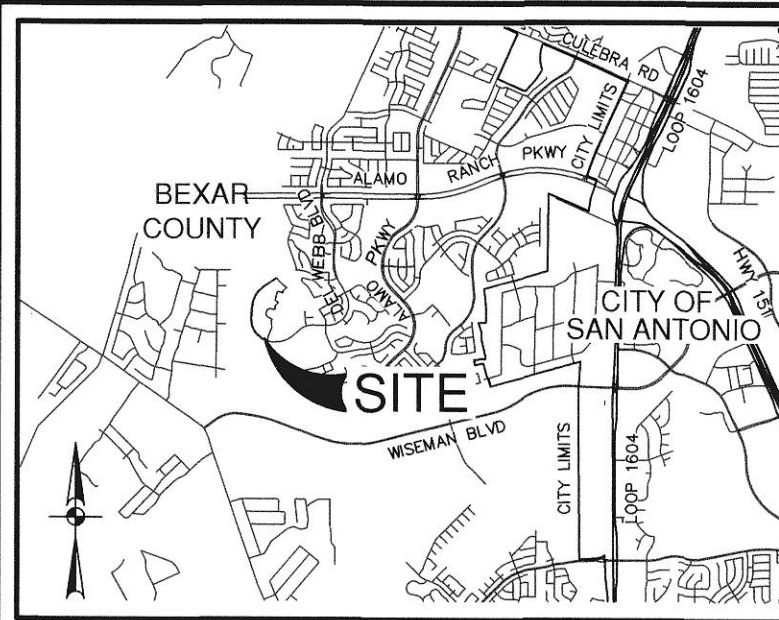 CULEBRA RD
CITY LIMITS
LOOP 1604
ALAMO RANCH PKWY
BEXAR
COUNTY
DEL WEBB BLVD
ALAMO PKWY
HWY 151
CITY OF
SAN ANTONIO
SITE
WISEMAN BLVD
CITY LIMITS
LOOP 1604